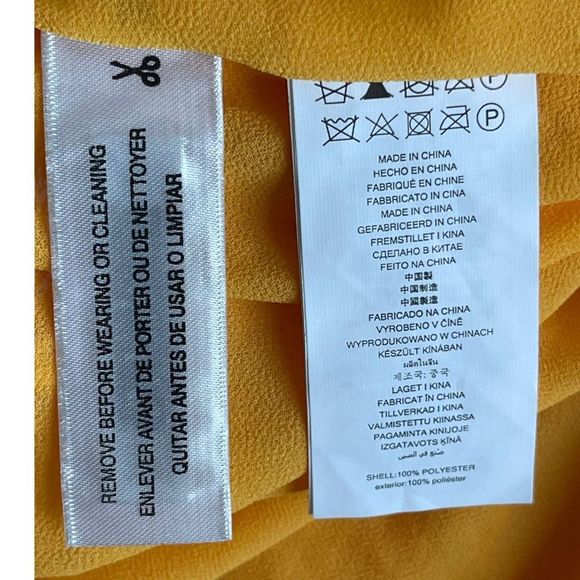 REMOVE BEFORE WEARING OR CLEANING
ENLEVER AVANT DE PORTER OU DE NETTOYER
QUITAR ANTES DE USAR O LIMPIAR
P
P
MADE IN CHINA
HECHO EN CHINA
FABRIQUÉ EN CHINE
FABBRICATO IN CINA
MADE IN CHINA
GEFABRICEERD IN CHINA
FREMSTILLET I KINA
СДЕЛАНО В КИТАЕ
FEITO NA CHINA
中国製
中国制造
中國製造
FABRICADO NA CHINA
VYROBENO V ČÍNĚ
WYPRODUKOWANO W CHINACH
KÉSZÜLT KÍNÁBAN
ผลิตในจีน
제조국: 중국
LAGET I KINA
FABRICAT ÎN CHINA
TILLVERKAD I KINA
VALMISTETTU KIINASSA
PAGAMINTA KINIJOJE
IZGATAVOTS ĶĪNĀ
صنع في الصين
SHELL:100% POLYESTER
exterior:100% poliéster